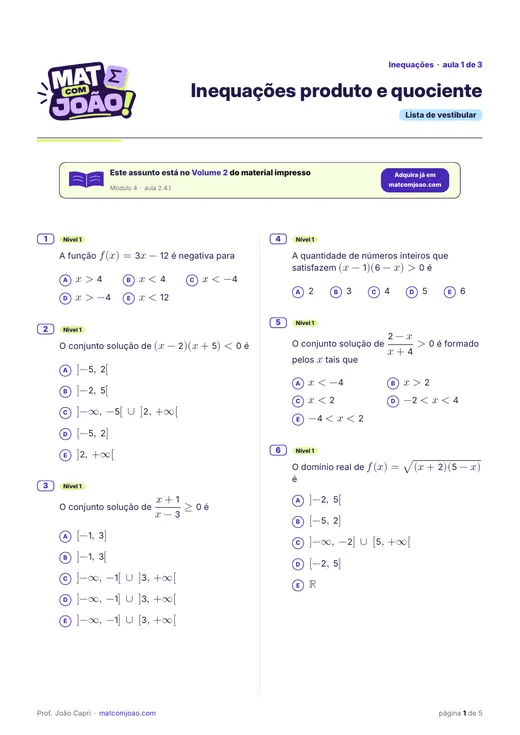 MAT Σ
COM
JOÃO!
Inequações · aula 1 de 3
Inequações produto e quociente
Lista de vestibular
Este assunto está no Volume 2 do material impresso
Módulo 4 · aula 2.4.1
Adquira já em
matcomjoao.com
1 Nível 1
A função f(x) = 3x − 12 é negativa para
A x > 4 B x < 4 C x < −4
D x > −4 E x < 12
2 Nível 1
O conjunto solução de (x − 2)(x + 5) < 0 é
A ]−5, 2[
B ]−2, 5[
C ]−∞, −5[ ∪ ]2, +∞[
D [−5, 2]
E ]2, +∞[
3 Nível 1
O conjunto solução de (x + 1)/(x − 3) ≥ 0 é
A [−1, 3]
B ]−1, 3[
C ]−∞, −1[ ∪ ]3, +∞[
D ]−∞, −1] ∪ ]3, +∞[
E ]−∞, −1] ∪ [3, +∞[
4 Nível 1
A quantidade de números inteiros que
satisfazem (x − 1)(6 − x) > 0 é
A 2 B 3 C 4 D 5 E 6
5 Nível 1
O conjunto solução de (2 − x)/(x + 4) > 0 é formado
pelos x tais que
A x < −4 B x > 2
C x < 2 D −2 < x < 4
E −4 < x < 2
6 Nível 1
O domínio real de f(x) = √((x + 2)(5 − x))
é
A ]−2, 5[
B [−5, 2]
C ]−∞, −2] ∪ [5, +∞[
D [−2, 5]
E ℝ
Prof. João Capri · matcomjoao.com
página 1 de 5